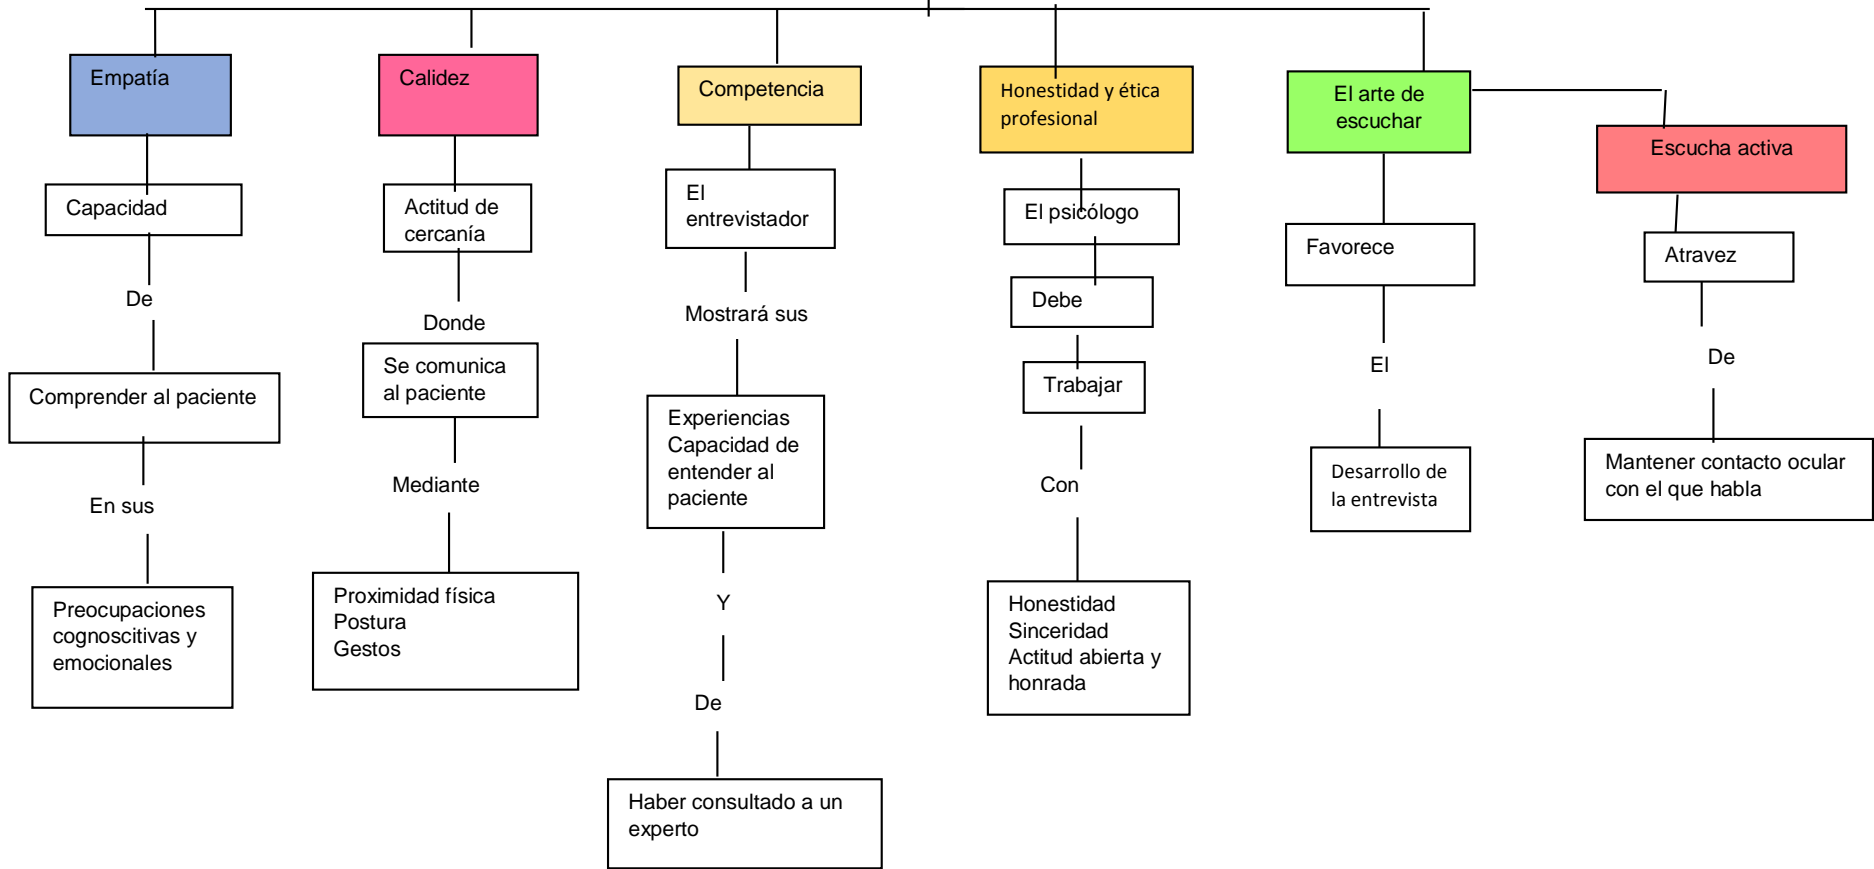 Empatía
Capacidad
De
Comprender al paciente
En sus
Preocupaciones
cognoscitivas y
emocionales
Calidez
Actitud de
cercanía
Donde
Se comunica
al paciente
Mediante
Proximidad física
Postura
Gestos
Competencia
El
entrevistador
Mostrará sus
Experiencias
Capacidad de
entender al
paciente
Y
De
Haber consultado a un
experto
Honestidad y ética
profesional
El psicólogo
Debe
Trabajar
Con
Honestidad
Sinceridad
Actitud abierta y
honrada
El arte de
escuchar
Favorece
El
Desarrollo de
la entrevista
Escucha activa
Atravez
De
Mantener contacto ocular
con el que habla